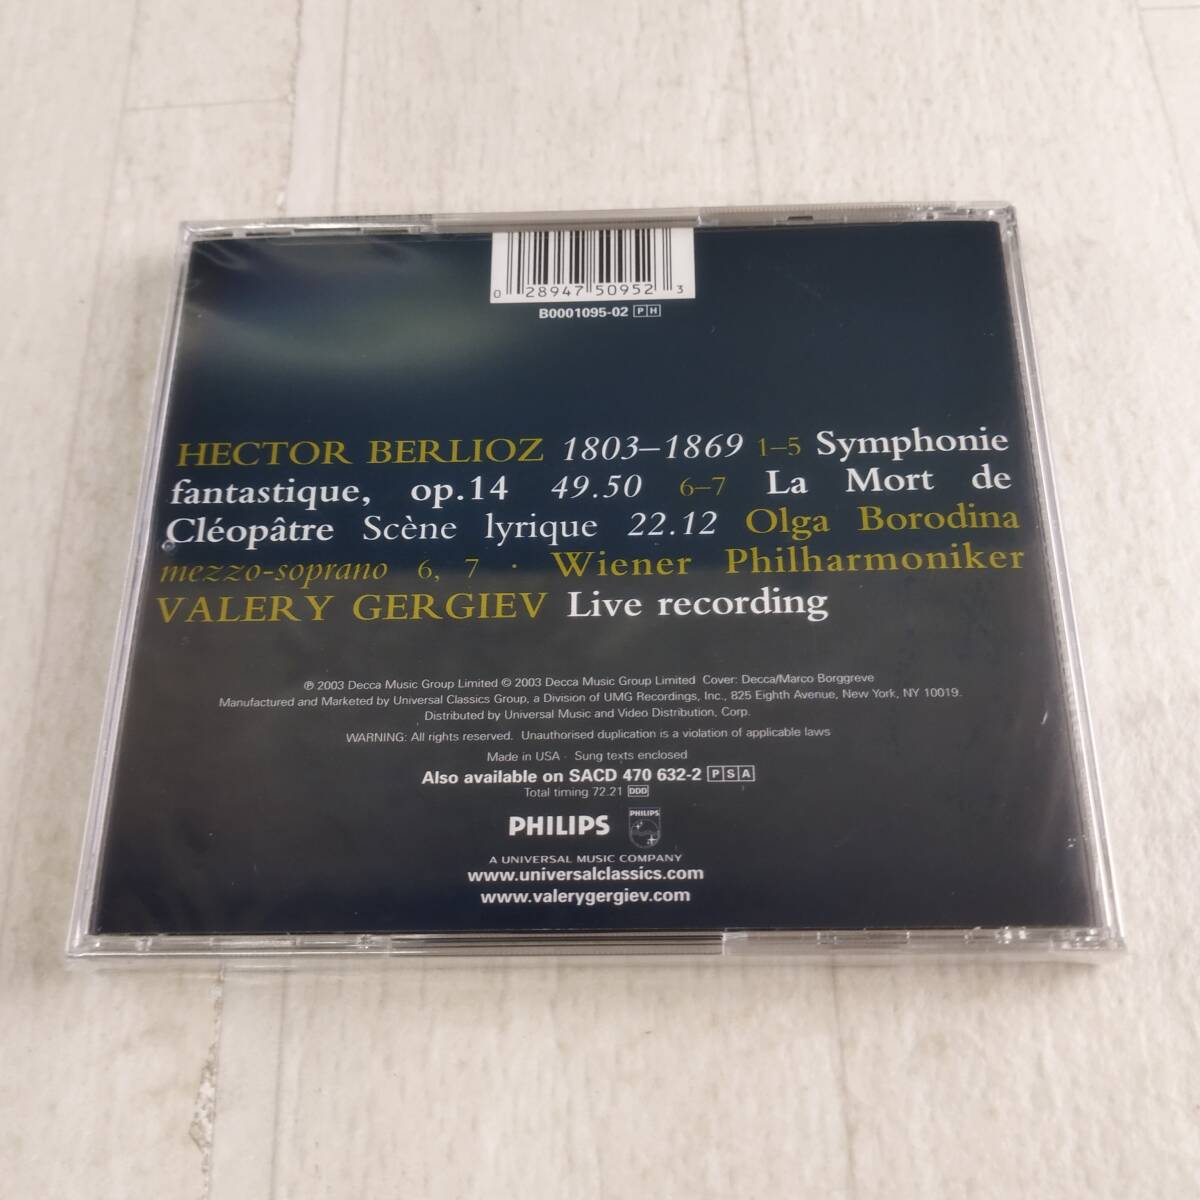 0 28947 50952 3
B0001095-02 PH
HECTOR BERLIOZ 1803–1869 1–5 Symphonie
fantastique, op.14 49.50 6–7 La Mort de
Cléopâtre Scène lyrique 22.12 Olga Borodina
mezzo-soprano 6, 7 · Wiener Philharmoniker
VALERY GERGIEV Live recording
℗ 2003 Decca Music Group Limited © 2003 Decca Music Group Limited Cover: Decca/Marco Borggreve
Manufactured and Marketed by Universal Classics Group, a Division of UMG Recordings, Inc., 825 Eighth Avenue, New York, NY 10019.
Distributed by Universal Music and Video Distribution, Corp.
WARNING: All rights reserved. Unauthorised duplication is a violation of applicable laws
Made in USA · Sung texts enclosed
Also available on SACD 470 632-2 PSA
Total timing 72.21 DDD
PHILIPS
PHILIPS
A UNIVERSAL MUSIC COMPANY
www.universalclassics.com
www.valerygergiev.com